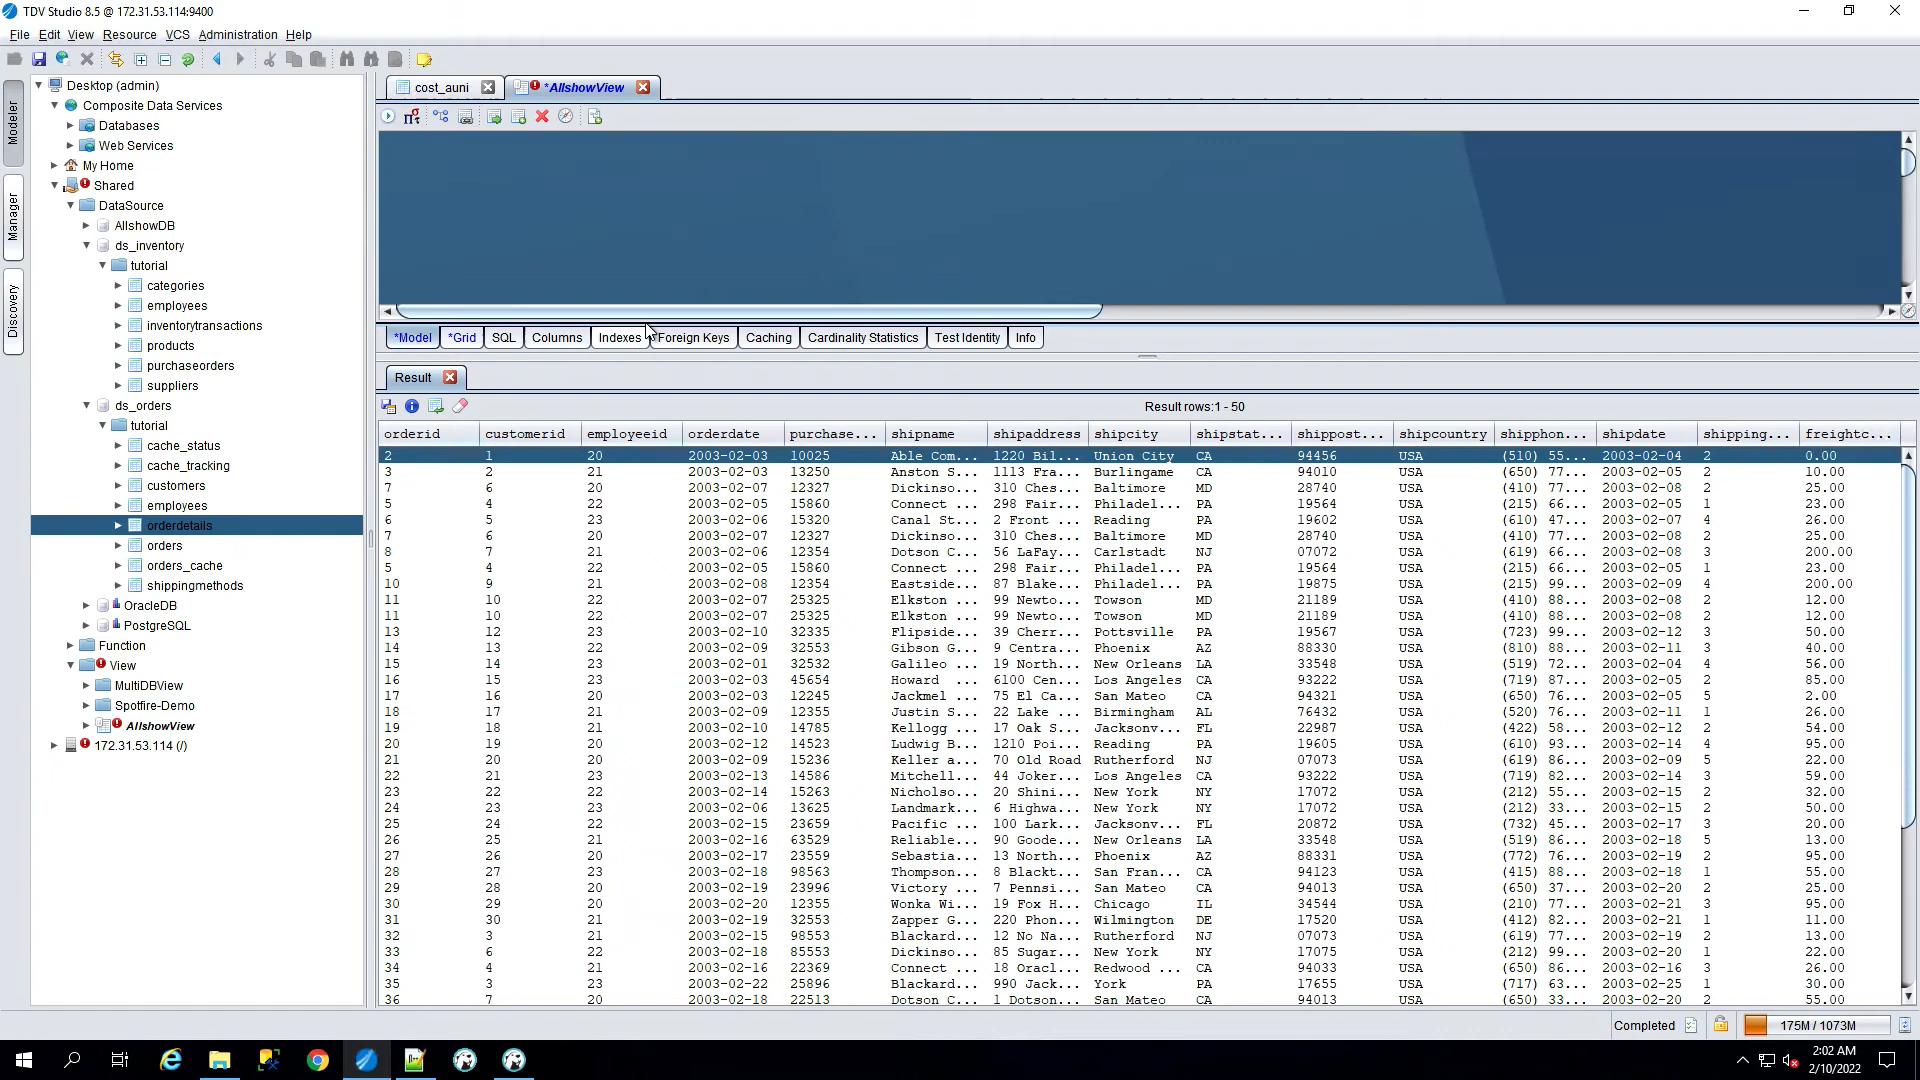 TDV Studio 8.5 @ 172.31.53.114:9400
File Edit View Resource VCS Administration Help
Modeler
Manager
Discovery
Desktop (admin)
Composite Data Services
Databases
Web Services
My Home
Shared
DataSource
AllshowDB
ds_inventory
tutorial
categories
employees
inventorytransactions
products
purchaseorders
suppliers
ds_orders
tutorial
cache_status
cache_tracking
customers
employees
orderdetails
orders
orders_cache
shippingmethods
OracleDB
PostgreSQL
Function
View
MultiDBView
Spotfire-Demo
AllshowView
172.31.53.114 (/)
cost_auni *AllshowView
*Model *Grid SQL Columns Indexes Foreign Keys Caching Cardinality Statistics Test Identity Info
Result
Result rows:1 - 50
orderid customerid employeeid orderdate purchase... shipname shipaddress shipcity shipstat... shippost... shipcountry shipphon... shipdate shipping... freightc...
2 1 20 2003-02-03 10025 Able Com... 1220 Bil... Union City CA 94456 USA (510) 55... 2003-02-04 2 0.00
3 2 21 2003-02-03 13250 Anston S... 1113 Fra... Burlingame CA 94010 USA (650) 77... 2003-02-05 2 10.00
7 6 20 2003-02-07 12327 Dickinso... 310 Ches... Baltimore MD 28740 USA (410) 77... 2003-02-08 2 25.00
5 4 22 2003-02-05 15860 Connect ... 298 Fair... Philadel... PA 19564 USA (215) 66... 2003-02-05 1 23.00
6 5 23 2003-02-06 15320 Canal St... 2 Front ... Reading PA 19602 USA (610) 47... 2003-02-07 4 26.00
7 6 20 2003-02-07 12327 Dickinso... 310 Ches... Baltimore MD 28740 USA (410) 77... 2003-02-08 2 25.00
8 7 21 2003-02-06 12354 Dotson C... 56 LaFay... Carlstadt NJ 07072 USA (619) 66... 2003-02-08 3 200.00
5 4 22 2003-02-05 15860 Connect ... 298 Fair... Philadel... PA 19564 USA (215) 66... 2003-02-05 1 23.00
10 9 21 2003-02-08 12354 Eastside... 87 Blake... Philadel... PA 19875 USA (215) 99... 2003-02-09 4 200.00
11 10 22 2003-02-07 25325 Elkston ... 99 Newto... Towson MD 21189 USA (410) 88... 2003-02-08 2 12.00
11 10 22 2003-02-07 25325 Elkston ... 99 Newto... Towson MD 21189 USA (410) 88... 2003-02-08 2 12.00
13 12 23 2003-02-10 32335 Flipside... 39 Cherr... Pottsville PA 19567 USA (723) 99... 2003-02-12 3 50.00
14 13 22 2003-02-09 32553 Gibson G... 9 Centra... Phoenix AZ 88330 USA (810) 88... 2003-02-11 3 40.00
15 14 23 2003-02-01 32532 Galileo ... 19 North... New Orleans LA 33548 USA (519) 72... 2003-02-04 4 56.00
16 15 23 2003-02-03 45654 Howard ... 6100 Cen... Los Angeles CA 93222 USA (719) 87... 2003-02-05 2 85.00
17 16 20 2003-02-03 12245 Jackmel ... 75 El Ca... San Mateo CA 94321 USA (650) 76... 2003-02-05 5 2.00
18 17 21 2003-02-09 12355 Justin S... 22 Lake ... Birmingham AL 76432 USA (520) 76... 2003-02-11 1 26.00
19 18 21 2003-02-10 14785 Kellogg ... 17 Oak S... Jacksonv... FL 22987 USA (422) 58... 2003-02-12 2 54.00
20 19 20 2003-02-12 14523 Ludwig B... 1210 Poi... Reading PA 19605 USA (610) 93... 2003-02-14 4 95.00
21 20 20 2003-02-09 15236 Keller a... 70 Old Road Rutherford NJ 07073 USA (619) 86... 2003-02-09 5 22.00
22 21 23 2003-02-13 14586 Mitchell... 44 Joker... Los Angeles CA 93222 USA (719) 82... 2003-02-14 3 59.00
23 22 22 2003-02-14 15263 Nicholso... 20 Shini... New York NY 17072 USA (212) 55... 2003-02-15 2 32.00
24 23 23 2003-02-06 13625 Landmark... 6 Highwa... New York NY 17072 USA (212) 33... 2003-02-15 2 50.00
25 24 22 2003-02-15 23659 Pacific ... 100 Lark... Jacksonv... FL 20872 USA (732) 45... 2003-02-17 3 20.00
26 25 21 2003-02-16 63529 Reliable... 90 Goode... New Orleans LA 33548 USA (519) 86... 2003-02-18 5 13.00
27 26 20 2003-02-17 23559 Sebastia... 13 North... Phoenix AZ 88331 USA (772) 76... 2003-02-19 2 95.00
28 27 23 2003-02-18 98563 Thompson... 8 Blackt... San Fran... CA 94123 USA (415) 88... 2003-02-18 1 55.00
29 28 20 2003-02-19 23996 Victory ... 7 Pennsi... San Mateo CA 94013 USA (650) 37... 2003-02-20 2 25.00
30 29 20 2003-02-20 12355 Wonka Wi... 19 Fox H... Chicago IL 34544 USA (210) 77... 2003-02-21 3 95.00
31 30 21 2003-02-19 32553 Zapper G... 220 Phon... Wilmington DE 17520 USA (412) 82... 2003-02-21 1 11.00
32 3 21 2003-02-15 98553 Blackard... 12 No Na... Rutherford NJ 07073 USA (619) 77... 2003-02-19 2 13.00
33 6 22 2003-02-18 85553 Dickinso... 85 Sugar... New York NY 17075 USA (212) 99... 2003-02-20 1 22.00
34 4 22 2003-02-16 22369 Connect ... 18 Oracl... Redwood ... CA 94033 USA (650) 86... 2003-02-16 3 26.00
35 3 23 2003-02-22 25896 Blackard... 990 Jack... York PA 17655 USA (717) 63... 2003-02-25 1 30.00
36 7 20 2003-02-18 22513 Dotson C... 1 Dotson... San Mateo CA 94013 USA (650) 33... 2003-02-20 2 55.00
Completed 175M / 1073M
2:02 AM
2/10/2022